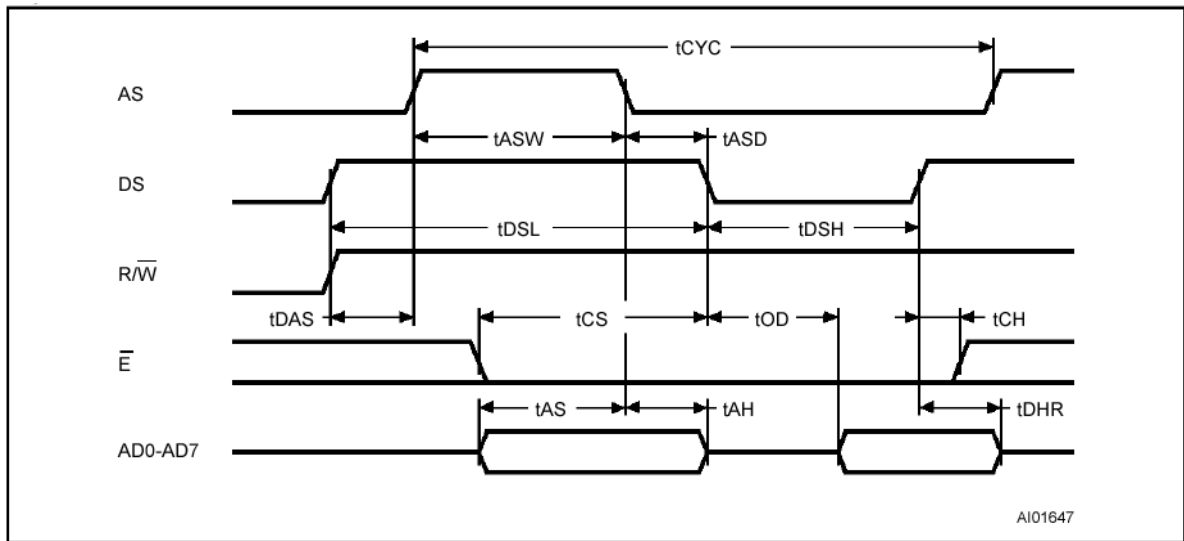 tCYC
AS
tASW tASD
DS
tDSL tDSH
R/W̅
tDAS tCS tOD tCH
E̅
tAS tAH tDHR
AD0-AD7
AI01647